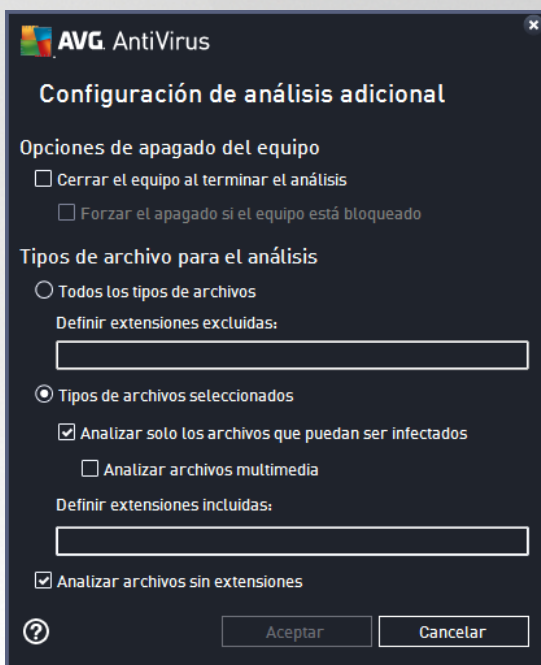 AVG. AntiVirus
Configuración de análisis adicional
Opciones de apagado del equipo
Cerrar el equipo al terminar el análisis
Forzar el apagado si el equipo está bloqueado
Tipos de archivo para el análisis
Todos los tipos de archivos
Definir extensiones excluidas:
Tipos de archivos seleccionados
Analizar solo los archivos que puedan ser infectados
Analizar archivos multimedia
Definir extensiones incluidas:
Analizar archivos sin extensiones
? Aceptar Cancelar